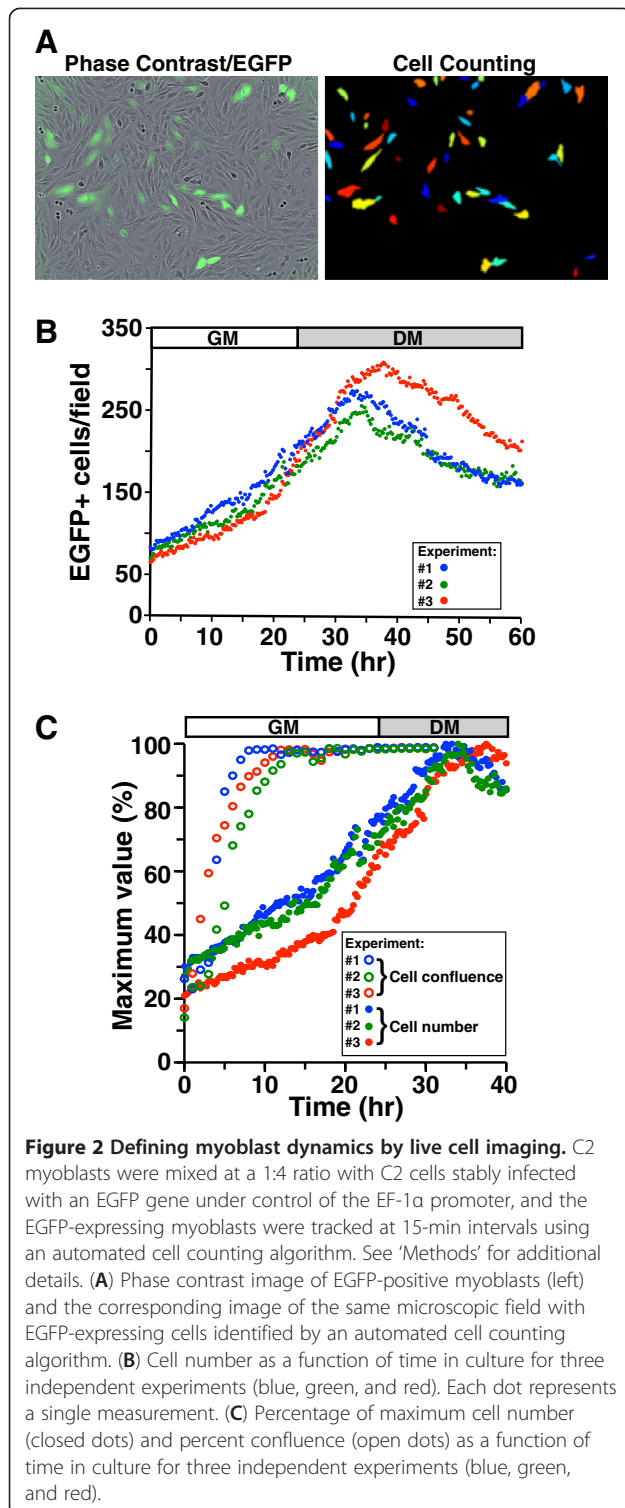 A
Phase Contrast/EGFP
Cell Counting
B
GM
DM
350
250
150
50
0
EGFP+ cells/field
Experiment:
#1
#2
#3
0 10 20 30 40 50 60
Time (hr)
C
GM
DM
100
80
60
40
20
0
Maximum value (%)
Experiment:
#1
#2
#3
Cell confluence
#1
#2
#3
Cell number
0 10 20 30 40
Time (hr)
Figure 2 Defining myoblast dynamics by live cell imaging. C2
myoblasts were mixed at a 1:4 ratio with C2 cells stably infected
with an EGFP gene under control of the EF-1α promoter, and the
EGFP-expressing myoblasts were tracked at 15-min intervals using
an automated cell counting algorithm. See ‘Methods’ for additional
details. (A) Phase contrast image of EGFP-positive myoblasts (left)
and the corresponding image of the same microscopic field with
EGFP-expressing cells identified by an automated cell counting
algorithm. (B) Cell number as a function of time in culture for three
independent experiments (blue, green, and red). Each dot represents
a single measurement. (C) Percentage of maximum cell number
(closed dots) and percent confluence (open dots) as a function of
time in culture for three independent experiments (blue, green,
and red).